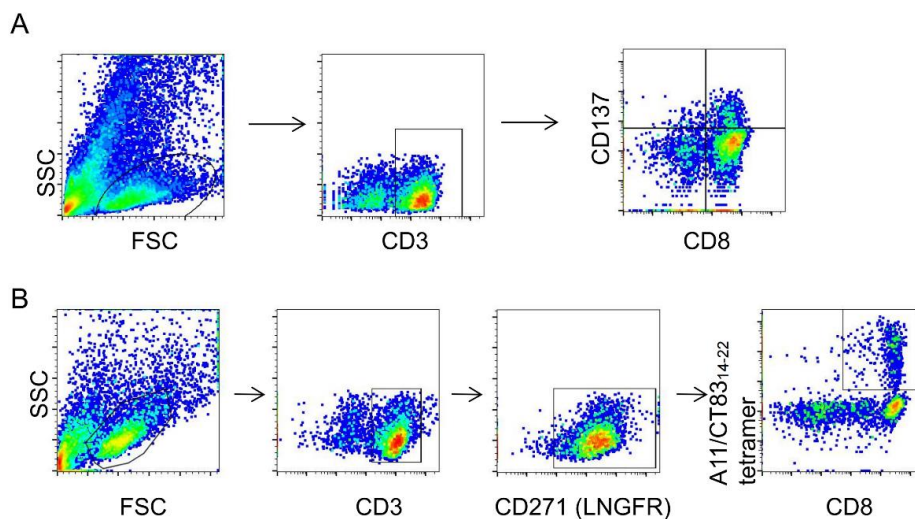 A
SSC
FSC
CD3
CD137
CD8
B
SSC
FSC
CD3
CD271 (LNGFR)
A11/CT83₁₄₋₂₂
tetramer
CD8